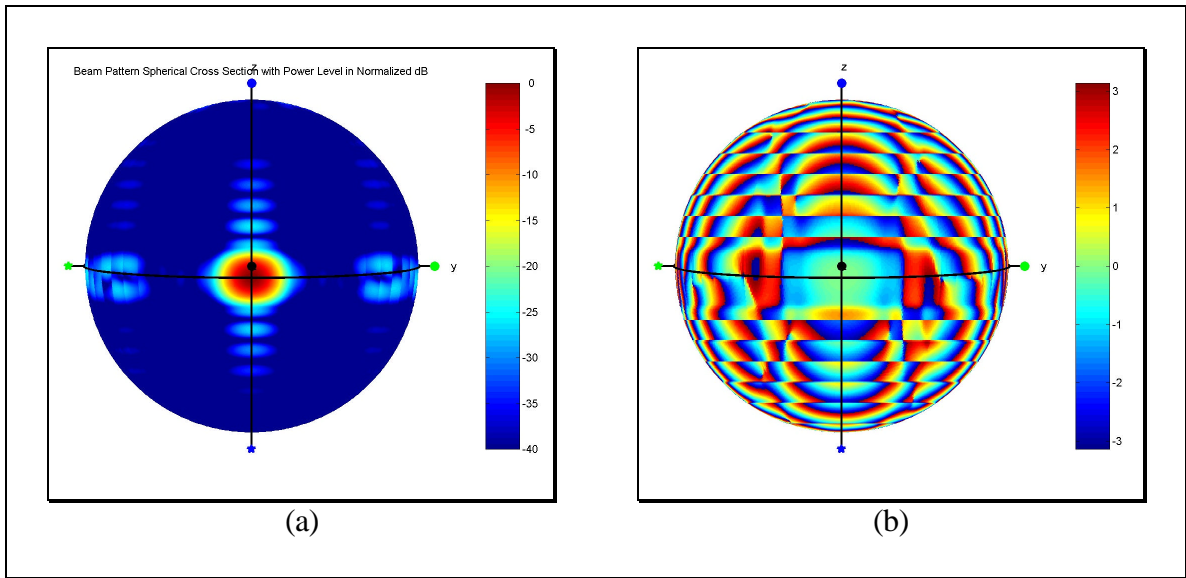 Beam Pattern Spherical Cross Section with Power Level in Normalized dB
z
y
0
-5
-10
-15
-20
-25
-30
-35
-40
(a)
z
y
3
2
1
0
-1
-2
-3
(b)